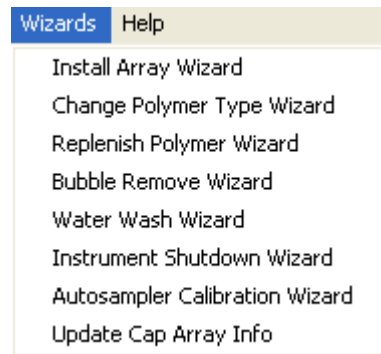 Wizards Help
Install Array Wizard
Change Polymer Type Wizard
Replenish Polymer Wizard
Bubble Remove Wizard
Water Wash Wizard
Instrument Shutdown Wizard
Autosampler Calibration Wizard
Update Cap Array Info